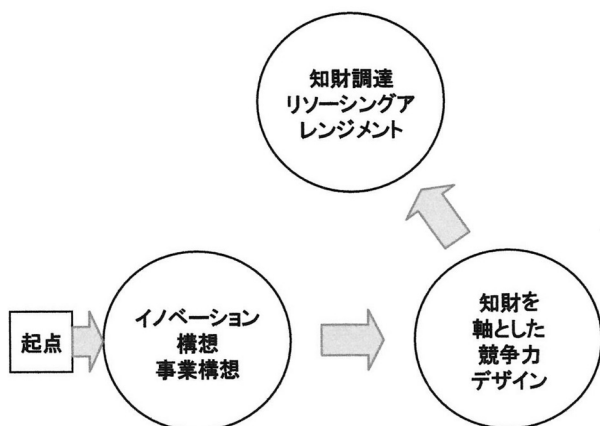 知財調達
リソーシングア
レンジメント
起点
イノベーション
構想
事業構想
知財を
軸とした
競争力
デザイン